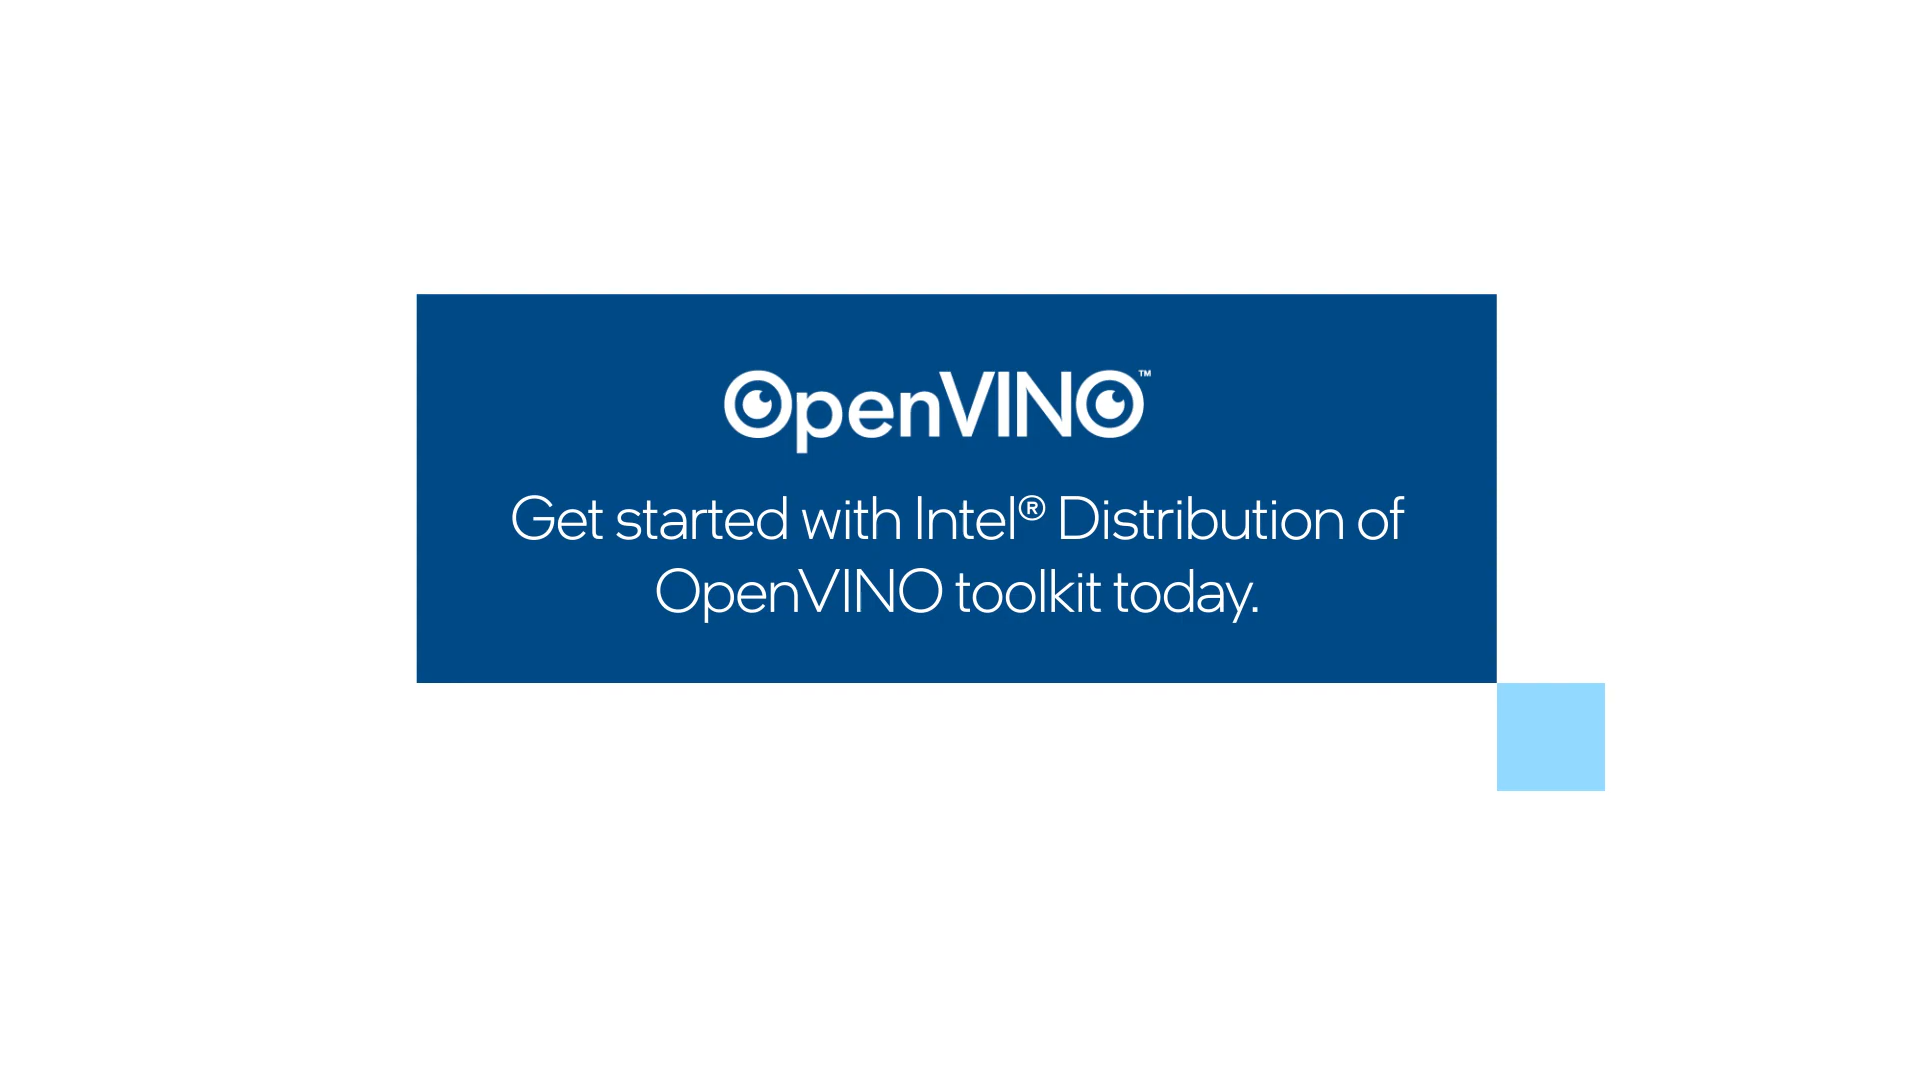 OpenVINO™
Get started with Intel® Distribution of
OpenVINO toolkit today.